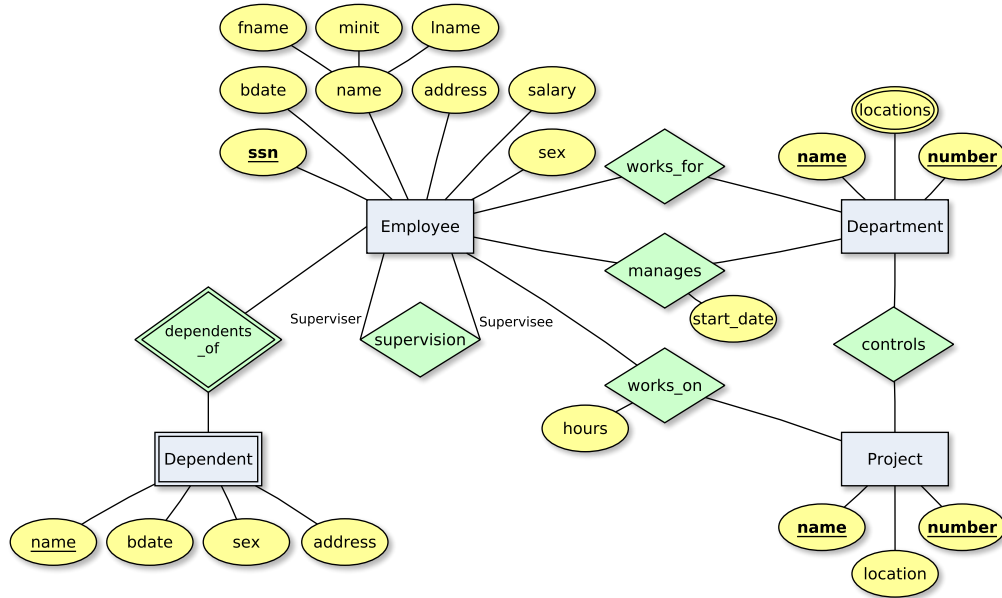 fname
minit
lname
bdate
name
address
salary
locations
ssn
sex
works_for
name
number
Employee
Department
manages
Superviser
Supervisee
start_date
dependents
_of
supervision
controls
works_on
hours
Dependent
Project
name
bdate
sex
address
name
number
location